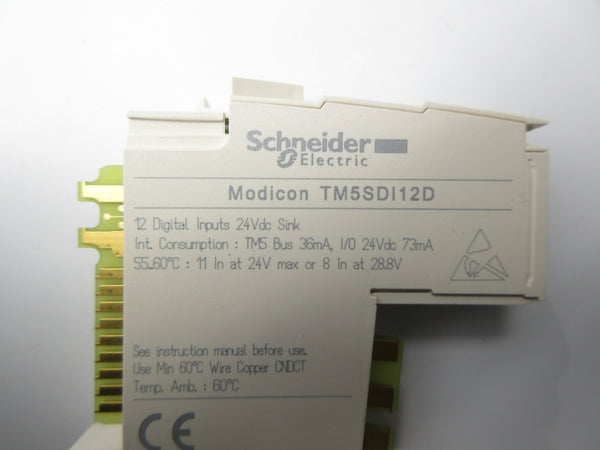 Schneider
Electric
Modicon TM5SDI12D
12 Digital Inputs 24Vdc Sink
Int. Consumption : TM5 Bus 36mA, I/O 24Vdc 73mA
55..60°C : 11 In at 24V max or 8 In at 28.8V
See instruction manual before use.
Use Min 60°C Wire Copper CNDCT
Temp. Amb. : 60°C
CE